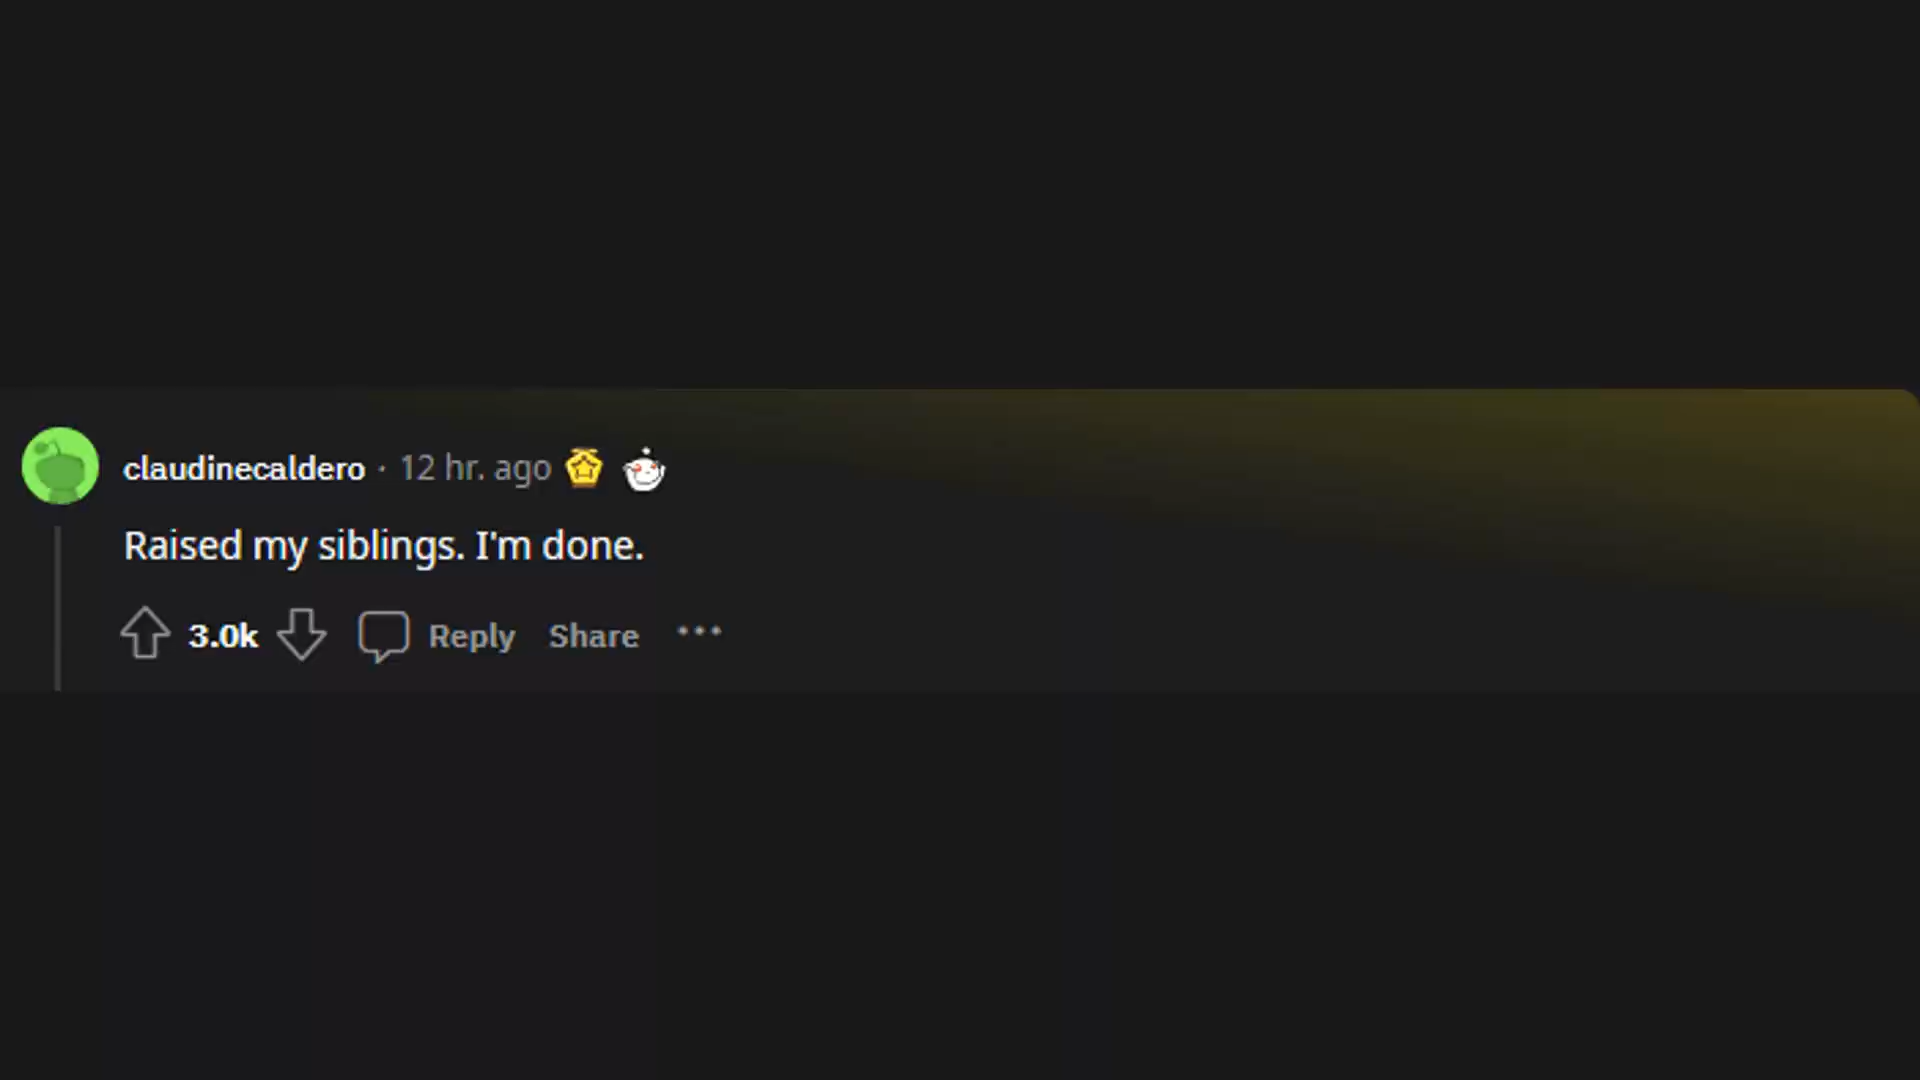 claudinecaldero · 12 hr. ago
Raised my siblings. I'm done.
3.0k Reply Share ···